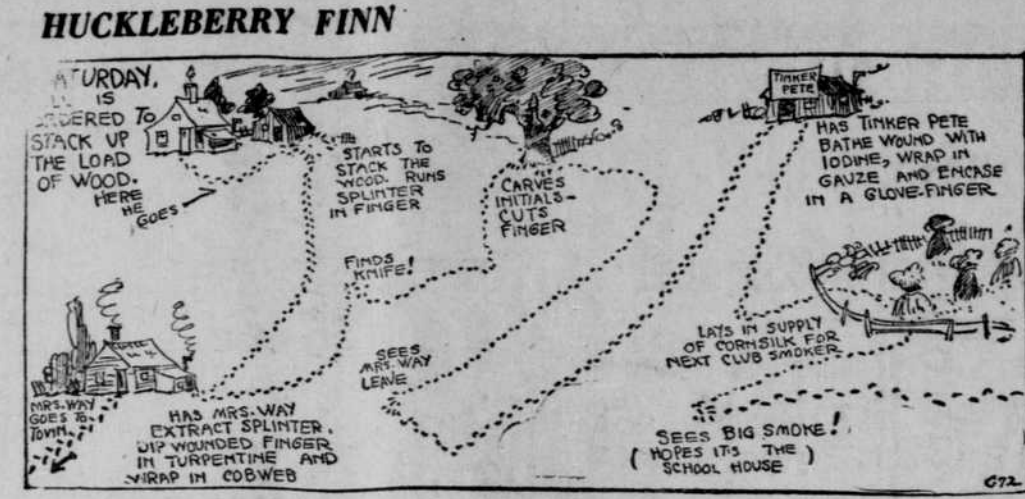 HUCKLEBERRY FINN
ATURDAY.
IS
ORDERED TO
STACK UP
THE LOAD
OF WOOD.
HERE
HE
GOES
STARTS TO
STACK THE
WOOD. RUNS
SPLINTER
IN FINGER
CARVES
INITIALS-
CUTS
FINGER
TINKER
PETE
HAS TINKER PETE
BATHE WOUND WITH
IODINE, WRAP IN
GAUZE AND ENCASE
IN A GLOVE-FINGER
FINDS
KNIFE!
SEES
MRS. WAY
LEAVE
LAYS IN SUPPLY
OF CORNSILK FOR
NEXT CLUB SMOKER
MRS. WAY
GOES TO
TOWN.
HAS MRS. WAY
EXTRACT SPLINTER.
DIP WOUNDED FINGER
IN TURPENTINE AND
WRAP IN COBWEB
SEES BIG SMOKE!
(HOPES IT'S THE
SCHOOL HOUSE)
C72